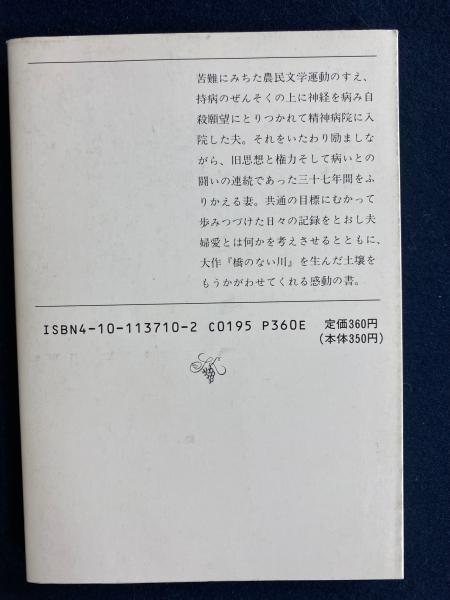 苦難にみちた農民文学運動のすえ、
持病のぜんそくの上に神経を病み自
殺願望にとりつかれて精神病院に入
院した夫。それをいたわり励ましな
がら、旧思想と権力そして病いとの
闘いの連続であった三十七年間をふ
りかえる妻。共通の目標にむかって
歩みつづけた日々の記録をとおし夫
婦愛とは何かを考えさせるとともに、
大作『橋のない川』を生んだ土壌を
もうかがわせてくれる感動の書。
ISBN4-10-113710-2 C0195 P360E 定価360円
(本体350円)